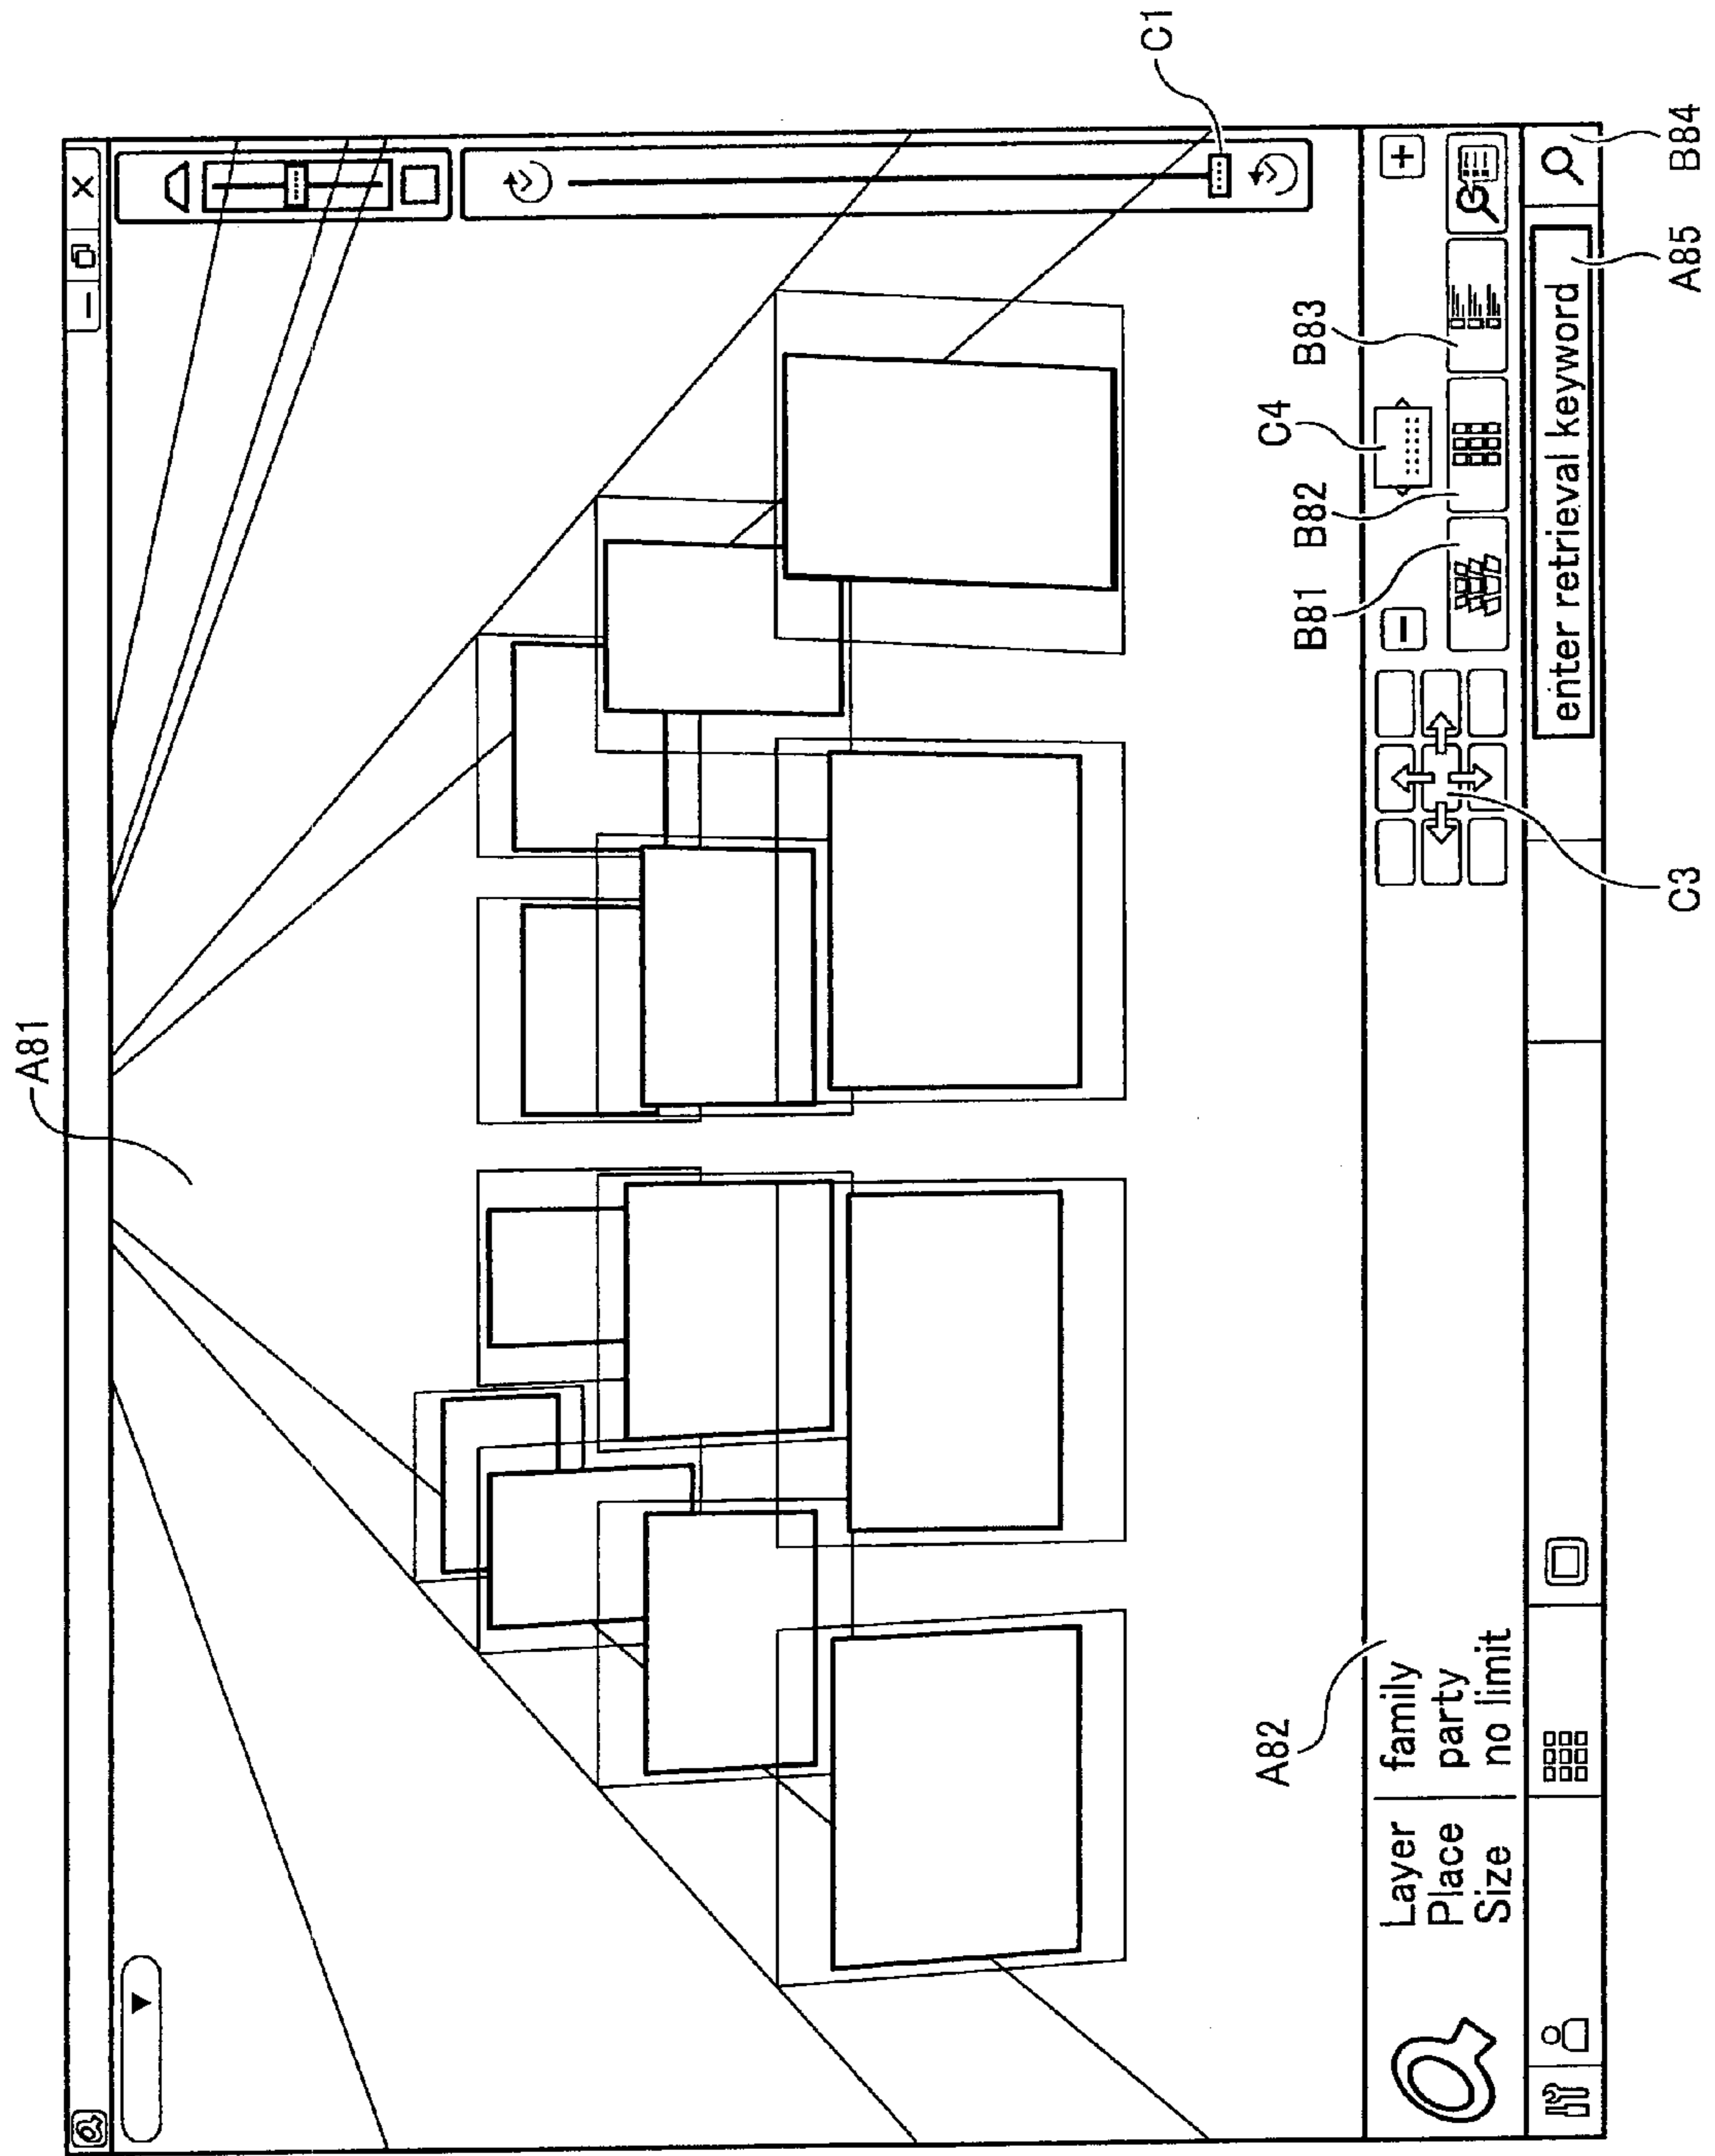 A81
C1
A82
B81
B82
C4
B83
Layer family
Place party
Size no limit
enter retrieval keyword
C3
A85
B84